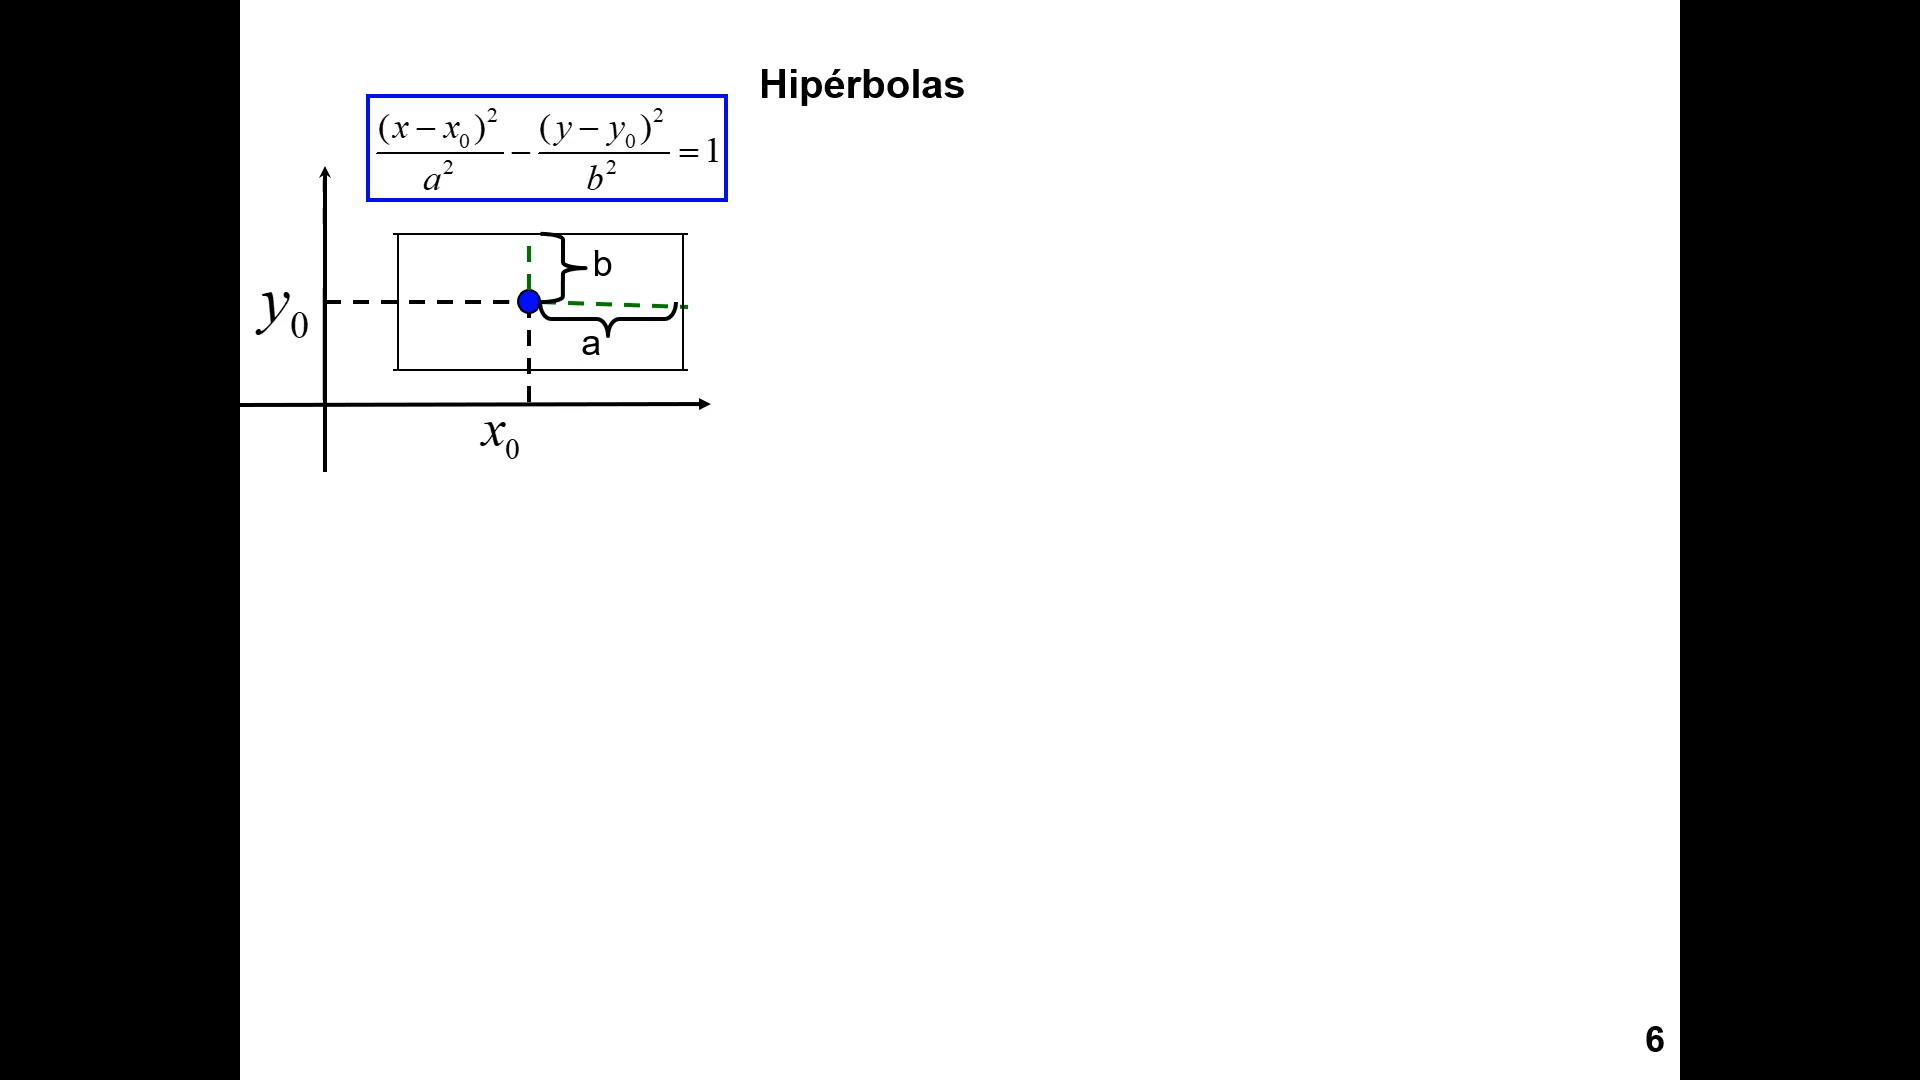 Hipérbolas
(x − x₀)²/a² − (y − y₀)²/b² = 1
b
y₀
a
x₀
6